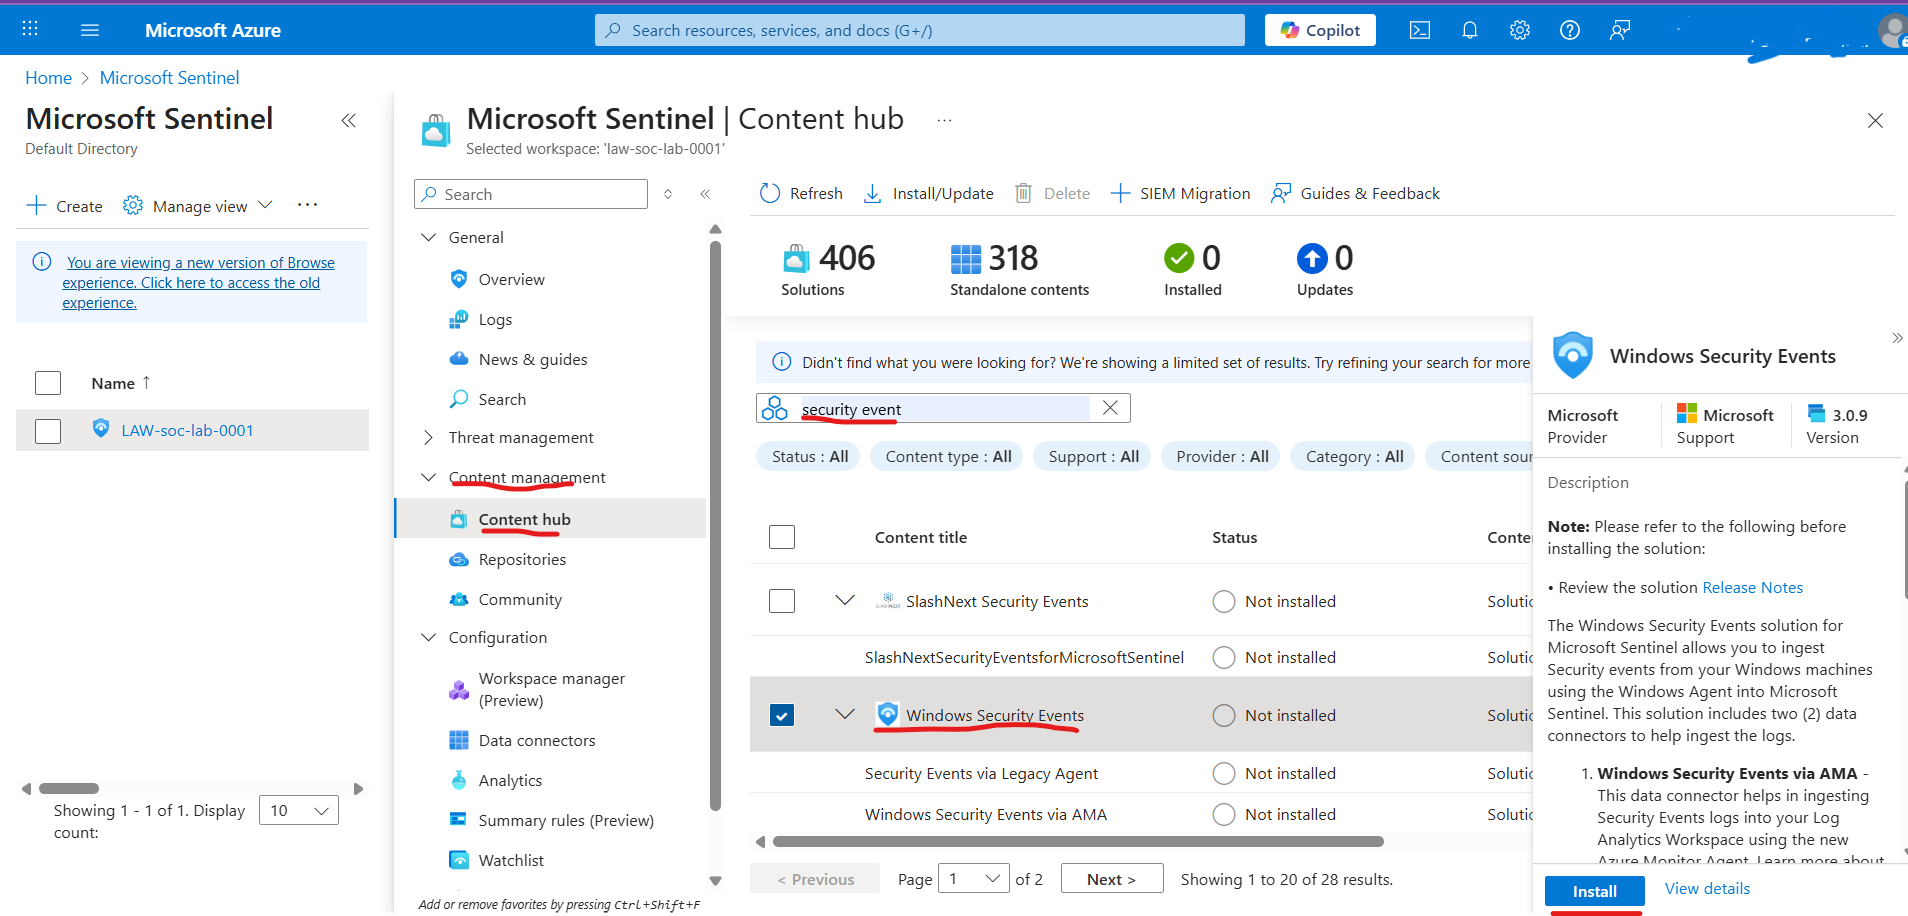 Microsoft Azure
Search resources, services, and docs (G+/)
Copilot
Home > Microsoft Sentinel
Microsoft Sentinel
Default Directory
Create
Manage view
You are viewing a new version of Browse
experience. Click here to access the old
experience.
Name ↑
LAW-soc-lab-0001
Showing 1 - 1 of 1. Display
count:
10
Microsoft Sentinel | Content hub
Selected workspace: 'law-soc-lab-0001'
Search
General
Overview
Logs
News & guides
Search
Threat management
Content management
Content hub
Repositories
Community
Configuration
Workspace manager
(Preview)
Data connectors
Analytics
Summary rules (Preview)
Watchlist
Add or remove favorites by pressing Ctrl+Shift+F
Refresh
Install/Update
Delete
SIEM Migration
Guides & Feedback
406
Solutions
318
Standalone contents
0
Installed
0
Updates
Didn't find what you were looking for? We're showing a limited set of results. Try refining your search for more
security event
Status : All
Content type : All
Support : All
Provider : All
Category : All
Content sour
Content title
Status
Conte
SlashNext Security Events
Not installed
Solutio
SlashNextSecurityEventsforMicrosoftSentinel
Not installed
Solutio
Windows Security Events
Not installed
Solutio
Security Events via Legacy Agent
Not installed
Solutio
Windows Security Events via AMA
Not installed
Solutio
< Previous
Page
1
of 2
Next >
Showing 1 to 20 of 28 results.
Windows Security Events
Microsoft
Provider
Microsoft
Support
3.0.9
Version
Description
Note: Please refer to the following before
installing the solution:
• Review the solution Release Notes
The Windows Security Events solution for
Microsoft Sentinel allows you to ingest
Security events from your Windows machines
using the Windows Agent into Microsoft
Sentinel. This solution includes two (2) data
connectors to help ingest the logs.
1. Windows Security Events via AMA -
This data connector helps in ingesting
Security Events logs into your Log
Analytics Workspace using the new
Azure Monitor Agent. Learn more about
Install
View details